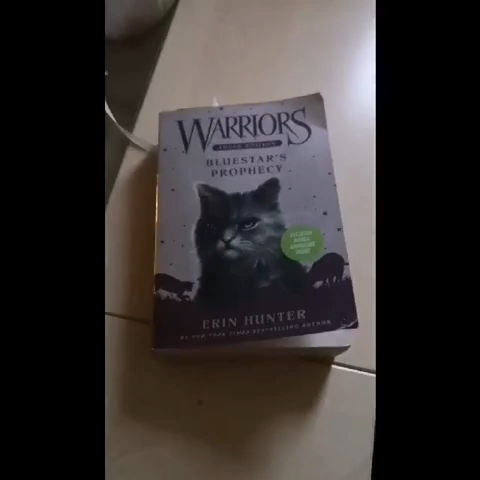 WARRIORS
SUPER EDITION
BLUESTAR'S
PROPHECY
ERIN HUNTER
#1 NEW YORK TIMES BESTSELLING AUTHOR